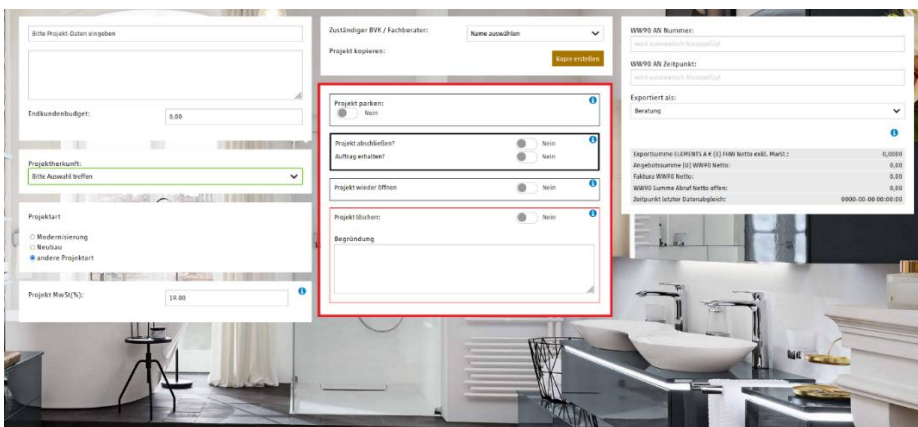 Bitte Projekt-Daten eingeben
Endkundenbudget:
0.00
Projektherkunft:
Bitte Auswahl treffen
Projektart
Modernisierung
Neubau
andere Projektart
Projekt MwSt(%):
19.00
Zuständiger BVK / Fachberater:
Name auswählen
Projekt kopieren:
Kopie erstellen
Projekt parken:
Nein
Projekt abschließen?
Nein
Auftrag erhalten?
Nein
Projekt wieder öffnen
Nein
Projekt löschen:
Nein
Begründung
WW90 AN Nummer:
wird automatisch hinzugefügt
WW90 AN Zeitpunkt:
wird automatisch hinzugefügt
Exportiert als:
Beratung
Exportsumme ELEMENTS A € (S) FHW Netto exkl. MwSt.: 0,0000
Angebotssumme (U) WW90 Netto: 0,00
Faktura WW90 Netto: 0,00
WW90 Summe Abruf Netto offen: 0,00
Zeitpunkt letzter Datenabgleich: 0000-00-00 00:00:00